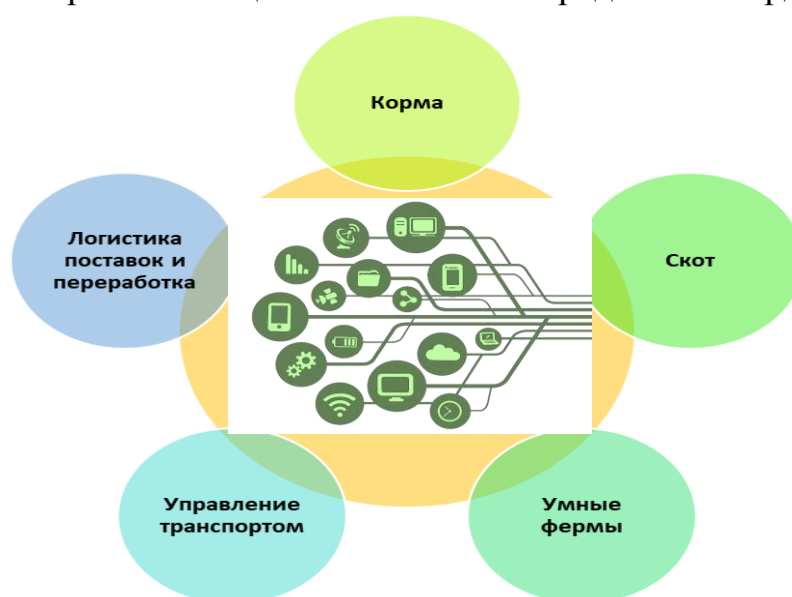 Корма
Логистика
поставок и
переработка
Скот
Управление
транспортом
Умные
фермы